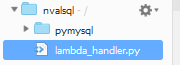 nvalsql - /
pymysql
lambda_handler.py